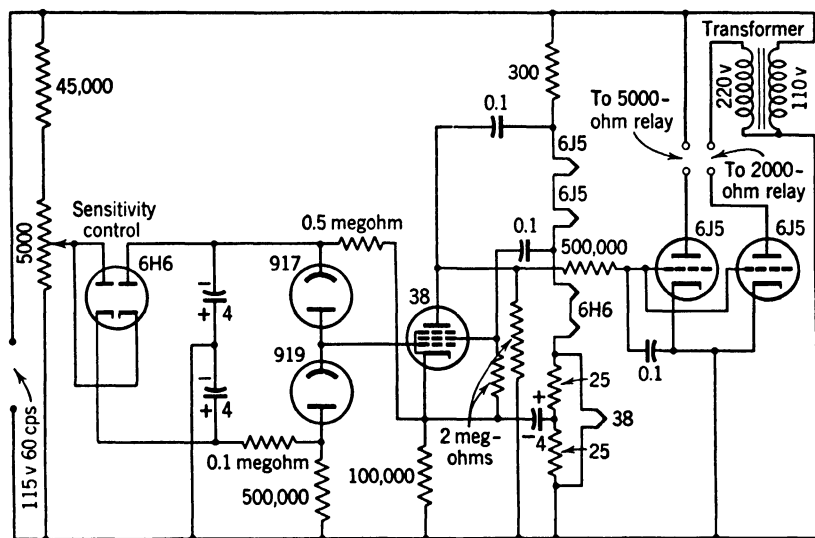 Transformer
300
45,000
0.1
220 v
110 v
To 5000-
ohm relay
6J5
To 2000-
ohm relay
6J5
Sensitivity
control
5000
6H6
0.5 megohm
0.1
6J5
6J5
917
500,000
38
−
+
4
6H6
919
−
+
4
0.1
25
+
−
4
38
2 meg-
ohms
25
0.1 megohm
115 v 60 cps
500,000
100,000